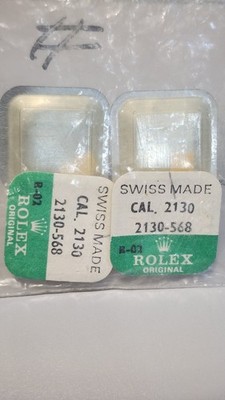 R-02
SWISS MADE
CAL. 2130
2130-568
ROLEX
ORIGINAL
SWISS MADE
CAL. 2130
2130-568
R-02
ROLEX
ORIGINAL